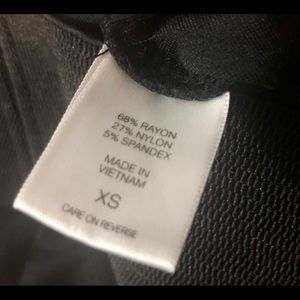 68% RAYON
27% NYLON
5% SPANDEX
MADE IN
VIETNAM
XS
CARE ON REVERSE